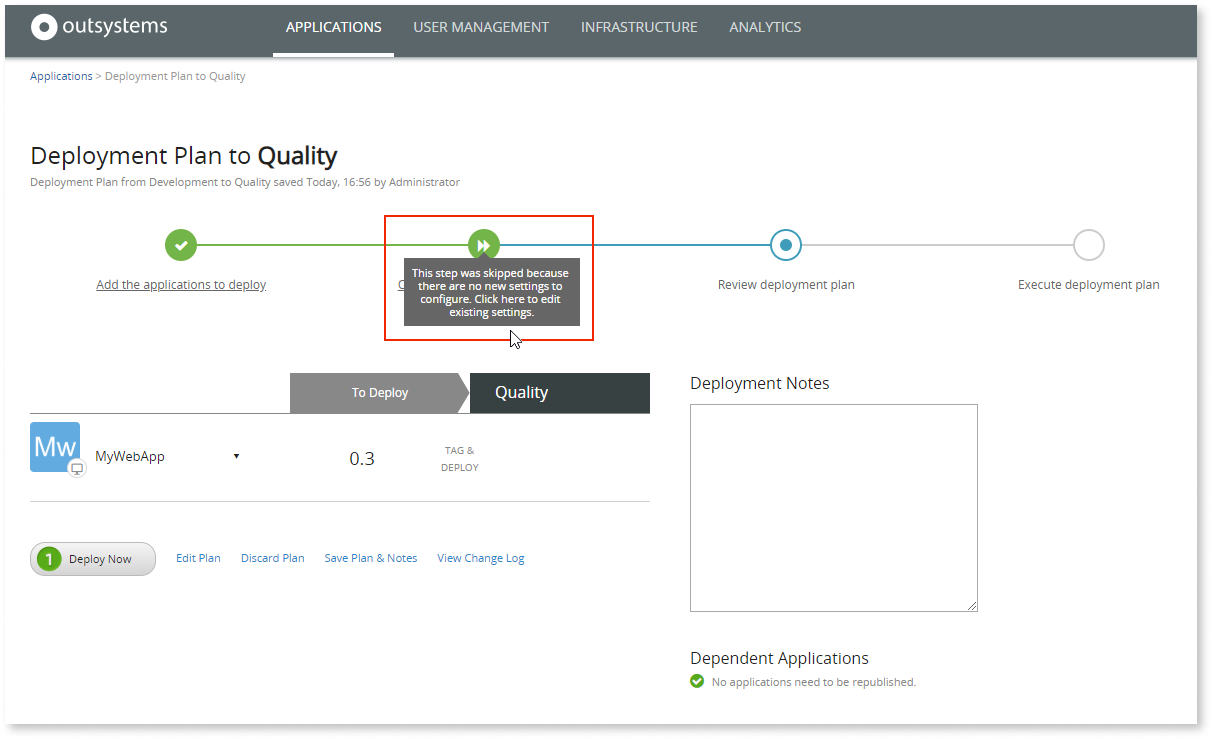 outsystems
APPLICATIONS
USER MANAGEMENT
INFRASTRUCTURE
ANALYTICS
Applications > Deployment Plan to Quality
Deployment Plan to Quality
Deployment Plan from Development to Quality saved Today, 16:56 by Administrator
Add the applications to deploy
This step was skipped because
there are no new settings to
configure. Click here to edit
existing settings.
Review deployment plan
Execute deployment plan
To Deploy
Quality
Mw
MyWebApp
0.3
TAG &
DEPLOY
1 Deploy Now
Edit Plan
Discard Plan
Save Plan & Notes
View Change Log
Deployment Notes
Dependent Applications
No applications need to be republished.